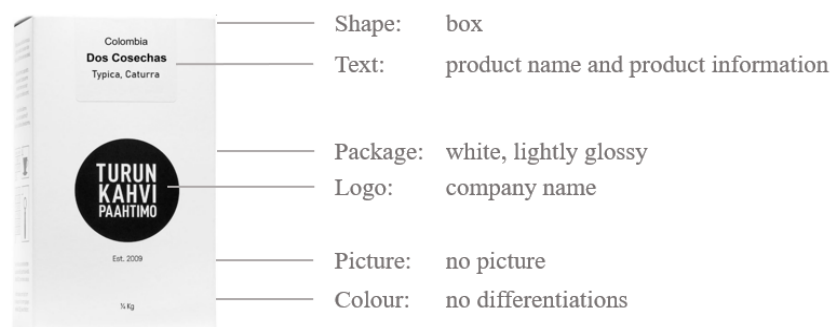 Colombia
Dos Cosechas
Typica, Caturra
TURUN
KAHVI
PAAHTIMO
Est. 2009
½ Kg
Shape: box
Text: product name and product information
Package: white, lightly glossy
Logo: company name
Picture: no picture
Colour: no differentiations